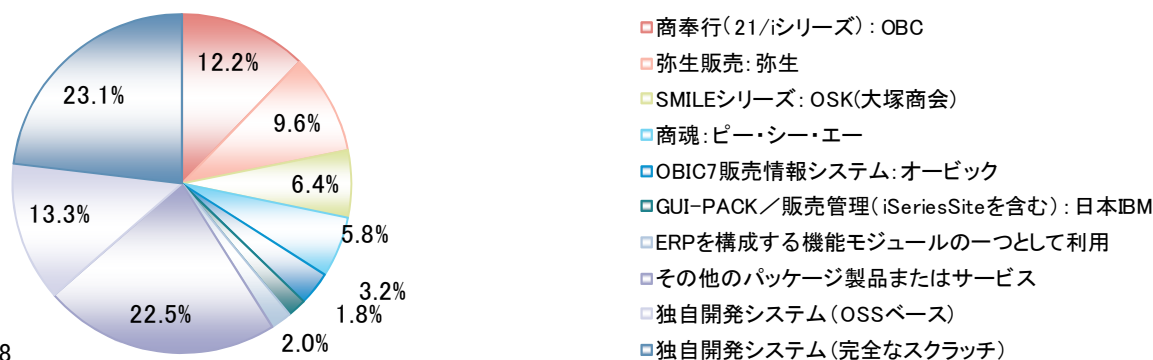 12.2%
9.6%
6.4%
5.8%
3.2%
1.8%
2.0%
22.5%
13.3%
23.1%
8
商奉行(21/iシリーズ): OBC
弥生販売: 弥生
SMILEシリーズ: OSK(大塚商会)
商魂:ピー・シー・エー
OBIC7販売情報システム:オービック
GUI-PACK/販売管理(iSeriesSiteを含む): 日本IBM
ERPを構成する機能モジュールの一つとして利用
その他のパッケージ製品またはサービス
独自開発システム(OSSベース)
独自開発システム(完全なスクラッチ)